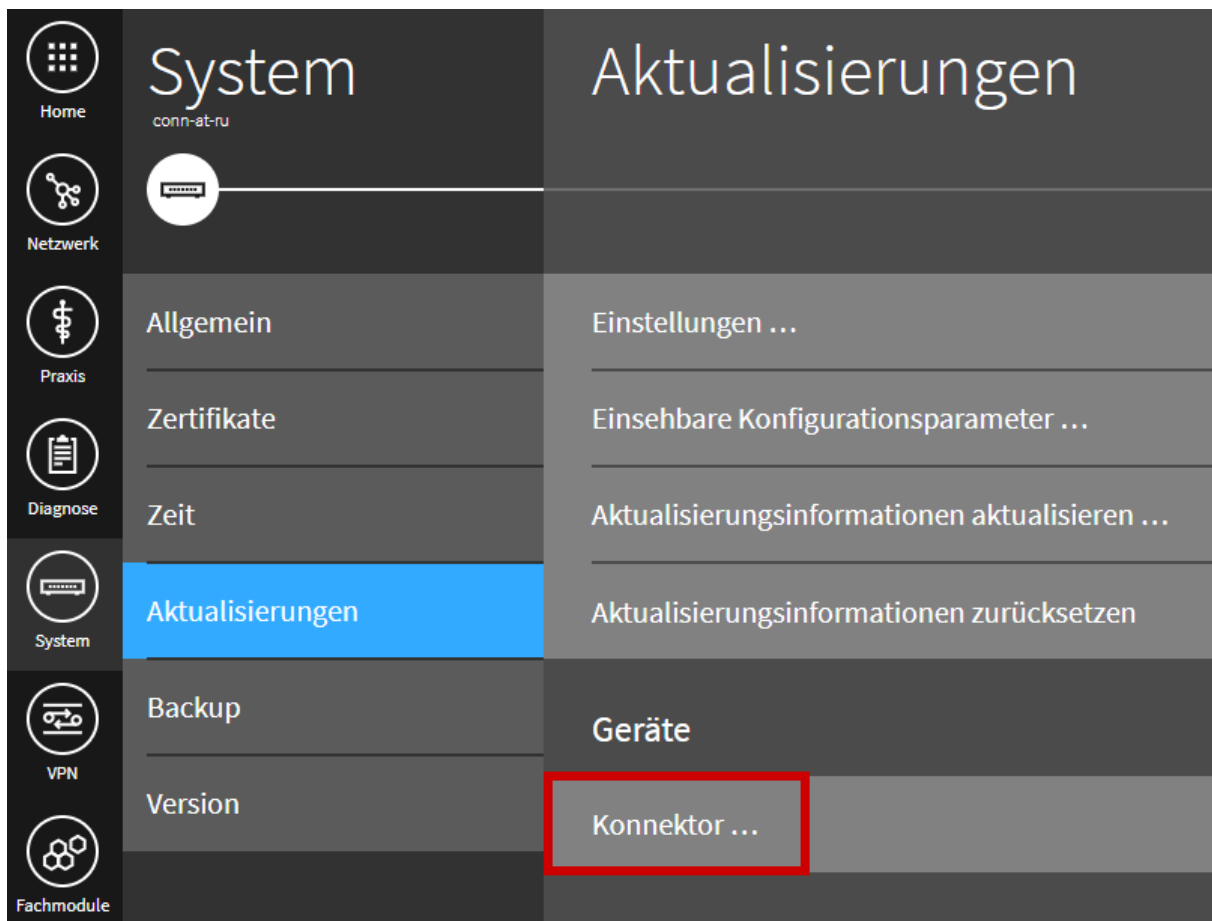 Home
Netzwerk
Praxis
Diagnose
System
VPN
Fachmodule
System
conn-at-ru
Allgemein
Zertifikate
Zeit
Aktualisierungen
Backup
Version
Aktualisierungen
Einstellungen …
Einsehbare Konfigurationsparameter …
Aktualisierungsinformationen aktualisieren …
Aktualisierungsinformationen zurücksetzen
Geräte
Konnektor …